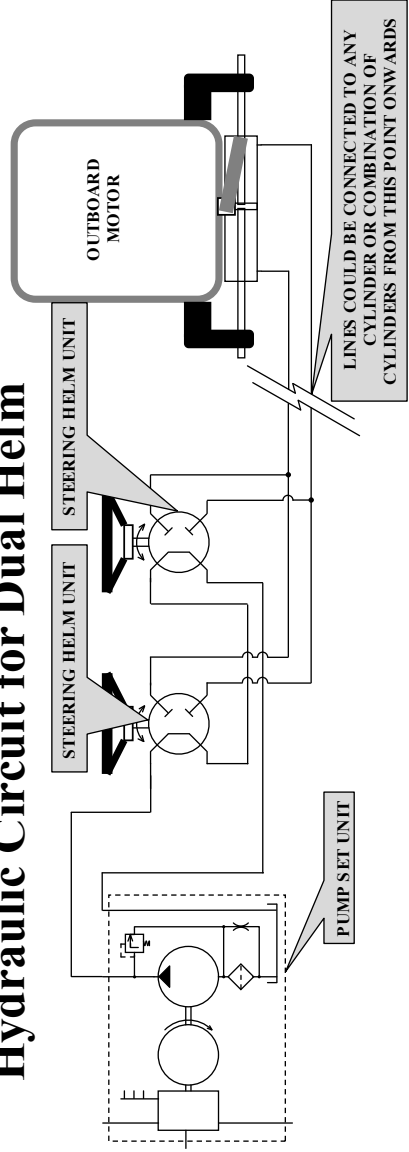 Hydraulic Circuit for Dual Helm
STEERING HELM UNIT
STEERING HELM UNIT
OUTBOARD
MOTOR
PUMP SET UNIT
LINES COULD BE CONNECTED TO ANY
CYLINDER OR COMBINATION OF
CYLINDERS FROM THIS POINT ONWARDS